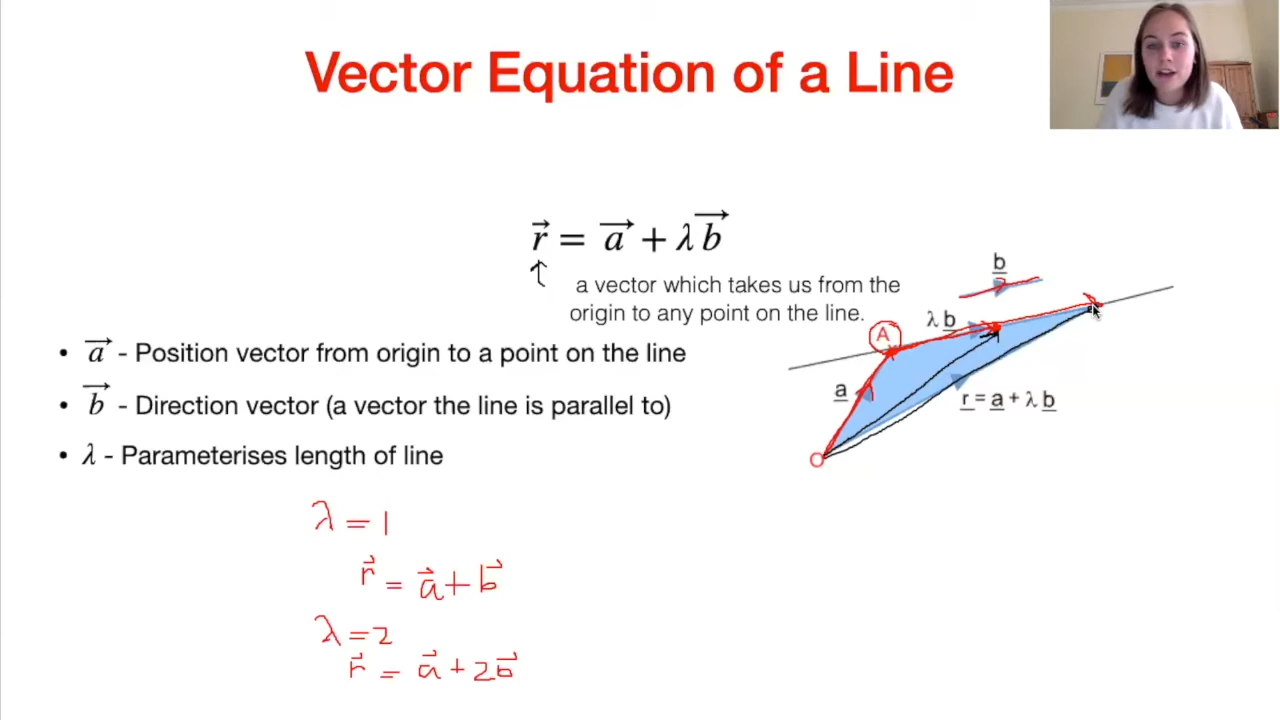 Vector Equation of a Line
r⃗ = a⃗ + λb⃗
a vector which takes us from the
origin to any point on the line.
• a⃗ - Position vector from origin to a point on the line
• b⃗ - Direction vector (a vector the line is parallel to)
• λ - Parameterises length of line
λ = 1
r⃗ = a⃗ + b⃗
λ = 2
r⃗ = a⃗ + 2b⃗
b
λ b
A
a
r = a + λ b
O